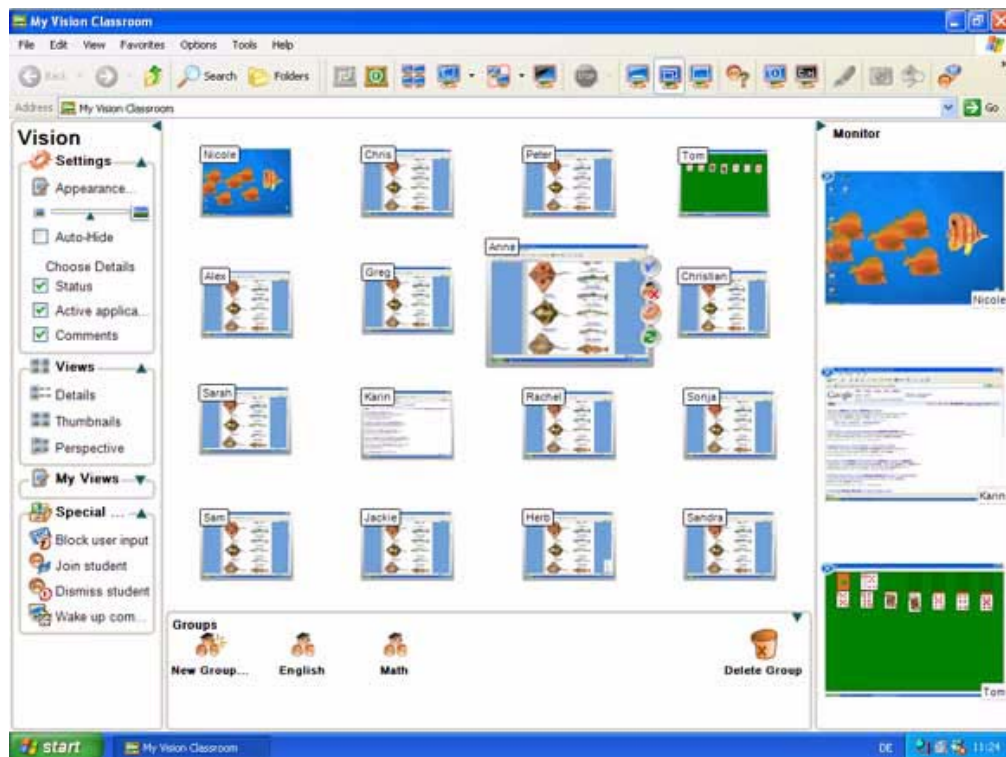 My Vision Classroom
File Edit View Favorites Options Tools Help
Back Search Folders
Address My Vision Classroom Go
Vision
Settings
Appearance...
Auto-Hide
Choose Details
Status
Active applica...
Comments
Views
Details
Thumbnails
Perspective
My Views
Special ...
Block user input
Join student
Dismiss student
Wake up com...
Nicole Chris Peter Tom
Alex Greg Anna Christian
Sarah Karin Rachel Sonja
Sam Jackie Herb Sandra
Groups
New Group... English Math Delete Group
Monitor
Nicole
Google
Karin
Tom
start My Vision Classroom DE 11:24